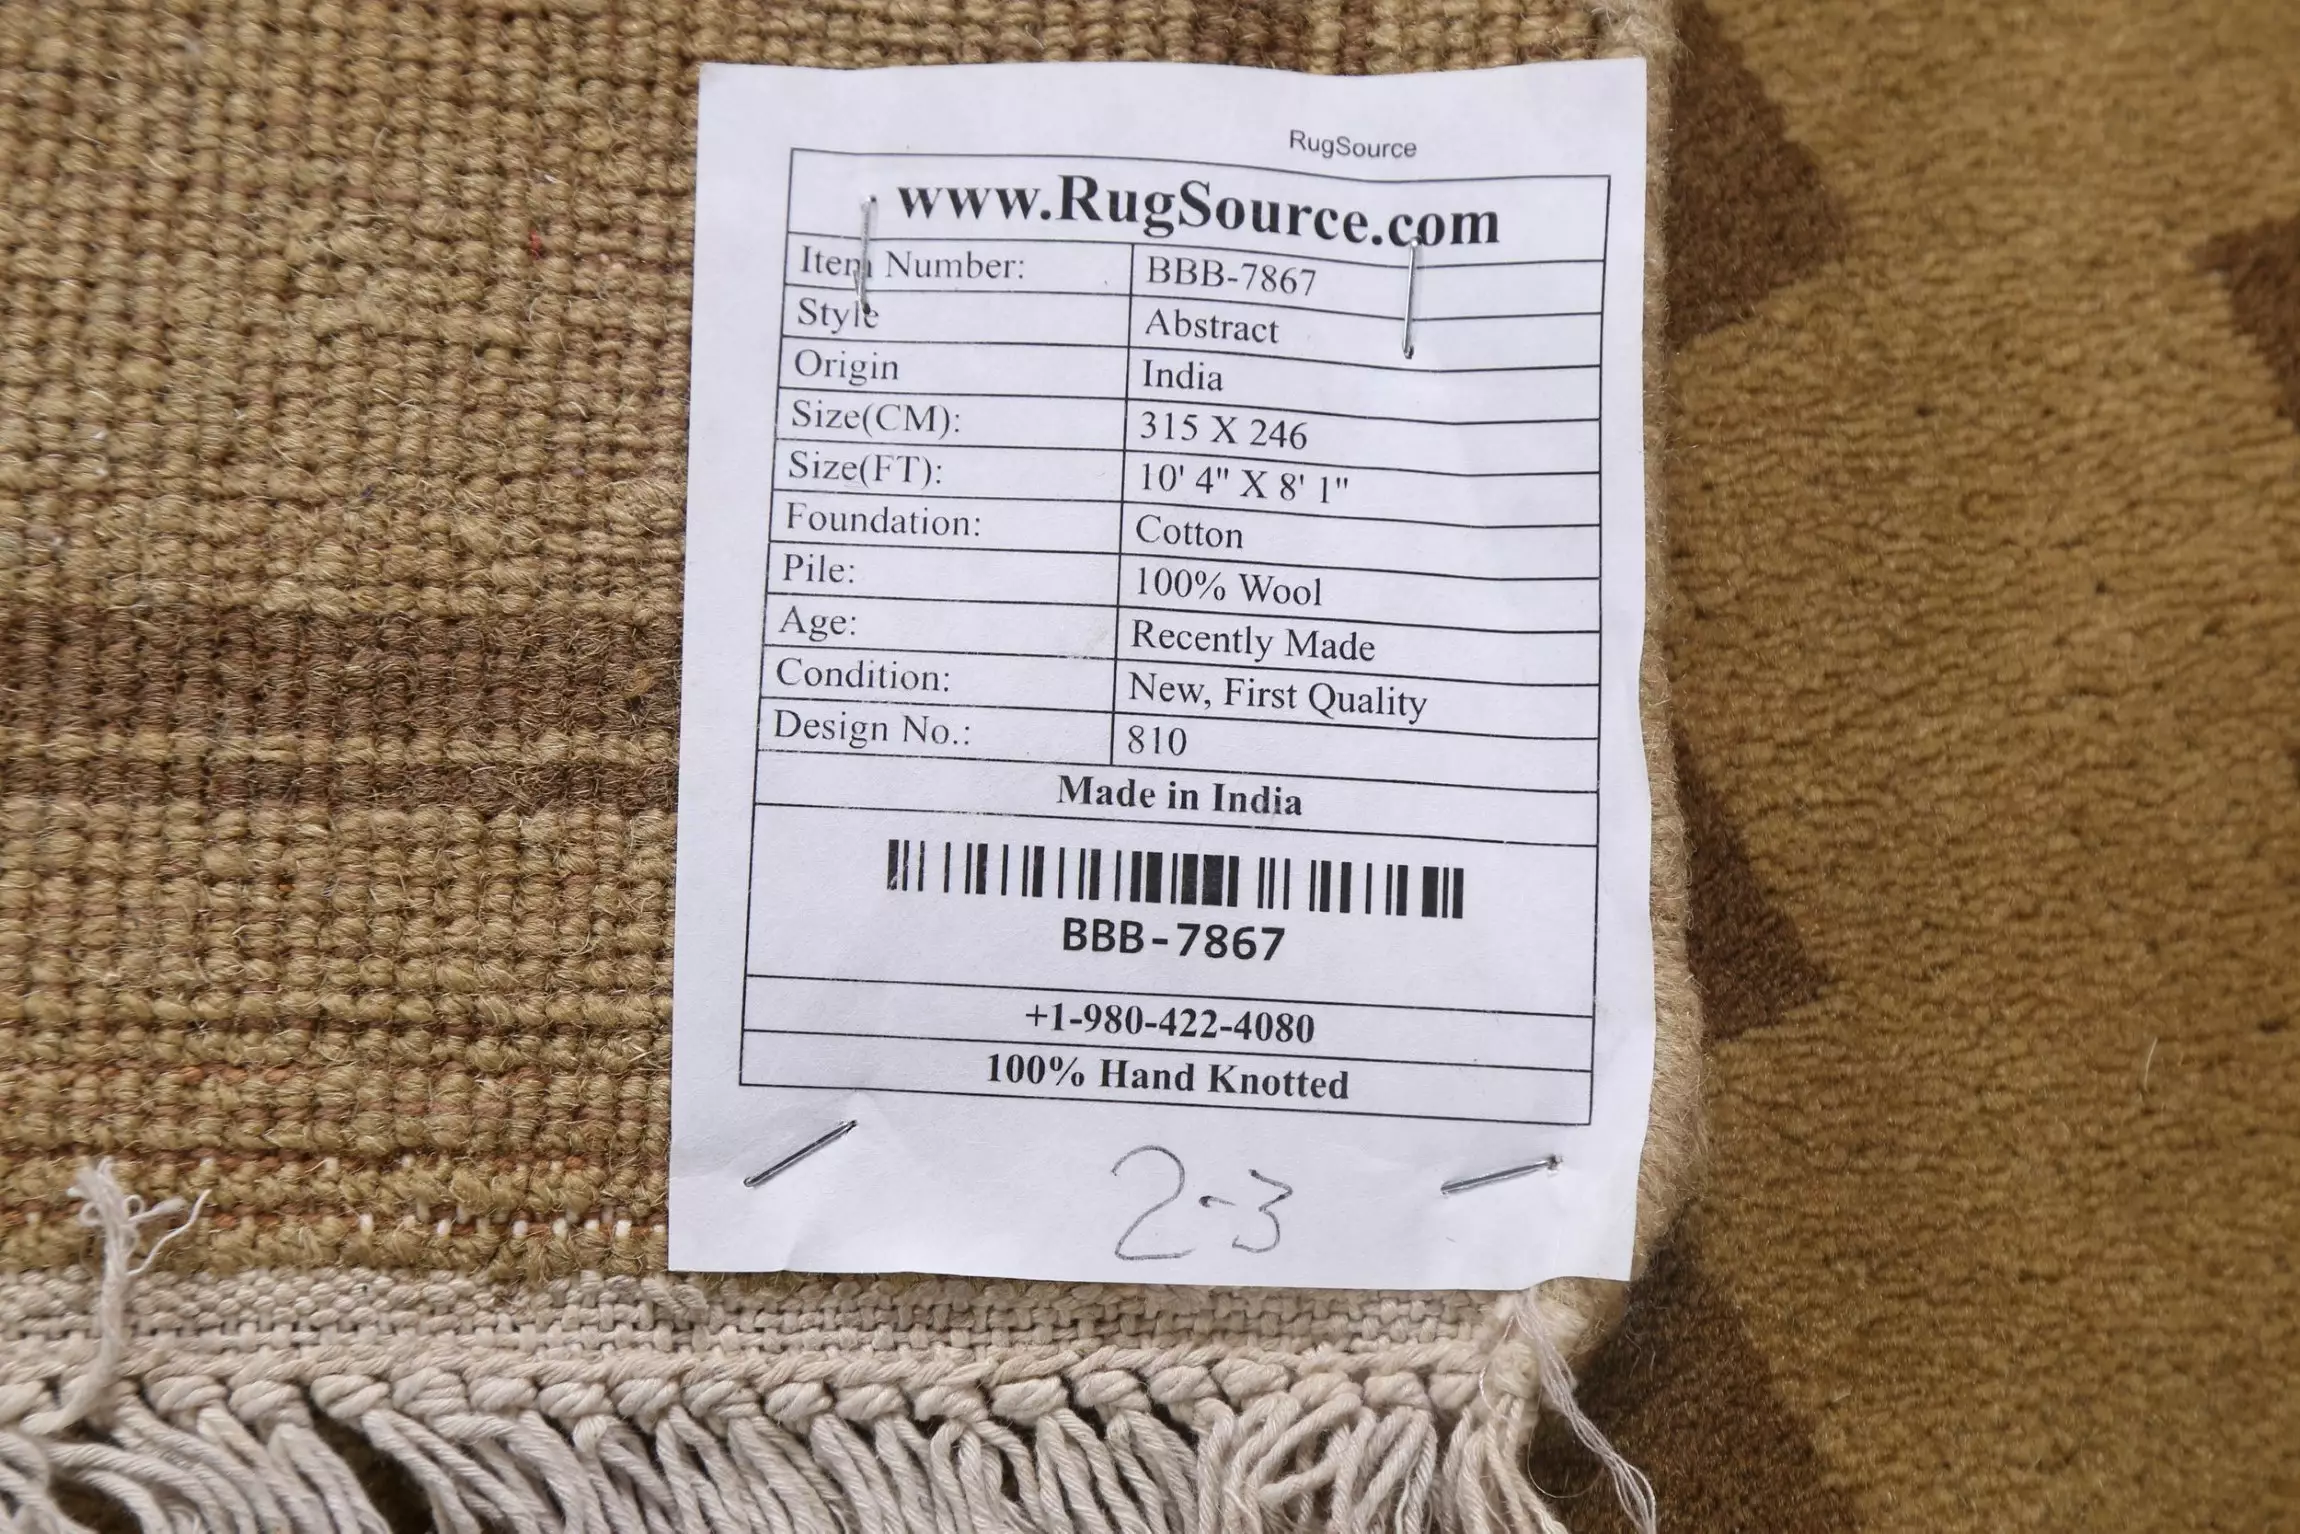 RugSource
www.RugSource.com
Item Number: BBB-7867
Style Abstract
Origin India
Size(CM): 315 X 246
Size(FT): 10' 4" X 8' 1"
Foundation: Cotton
Pile: 100% Wool
Age: Recently Made
Condition: New, First Quality
Design No.: 810
Made in India
BBB-7867
+1-980-422-4080
100% Hand Knotted
2-3